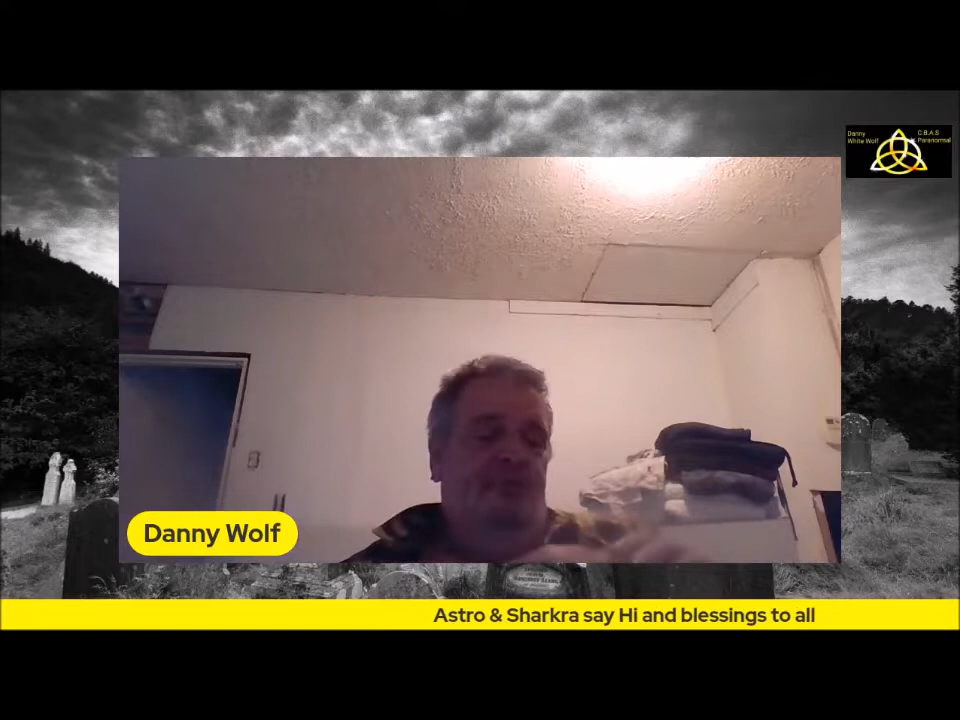 Danny
White Wolf
C.B.A.S
Paranormal
Danny Wolf
Astro & Sharkra say Hi and blessings to all